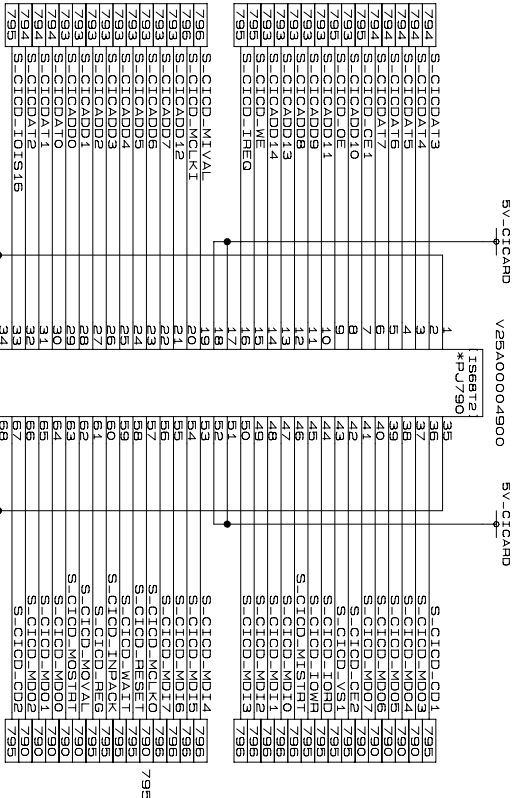 5V_CICARD
V25A00004900
5V_CICARD
IS68T2
*PJ790
794 S_CICDAT3 1 35 S_CICD_CD1 795
794 S_CICDAT4 2 36 S_CICD_MDO3 790
794 S_CICDAT5 3 37 S_CICD_MDO4 790
794 S_CICDAT6 4 38 S_CICD_MDO5 790
794 S_CICDAT7 5 39 S_CICD_MDO6 790
795 S_CICD_CE1 6 40 S_CICD_MDO7 790
793 S_CICADD10 7 41 S_CICD_CE2 795
795 S_CICD_OE 8 42 S_CICD_VS1 795
793 S_CICADD11 9 43 S_CICD_IORD 795
793 S_CICADD9 10 44 S_CICD_IOWR 795
793 S_CICADD8 11 45 S_CICD_MISTRT 796
793 S_CICADD13 12 46 S_CICD_MDI0 796
793 S_CICADD14 13 47 S_CICD_MDI1 796
795 S_CICD_WE 14 48 S_CICD_MDI2 796
795 S_CICD_IREQ 15 49 S_CICD_MDI3 796
16 50
17 51
18 52
796 S_CICD_MIVAL 19 53 S_CICD_MDI4 796
796 S_CICD_MCLKI 20 54 S_CICD_MDI5 796
793 S_CICADD12 21 55 S_CICD_MDI6 796
793 S_CICADD7 22 56 S_CICD_MDI7 796
793 S_CICADD6 23 57 S_CICD_MCLKO 790 795
793 S_CICADD5 24 58 S_CICD_RESET 795
793 S_CICADD4 25 59 S_CICD_WAIT 795
793 S_CICADD3 26 60 S_CICD_INPACK 795
793 S_CICADD2 27 61 S_CICD_REG 795
793 S_CICADD1 28 62 S_CICD_MOVAL 790
793 S_CICADD0 29 63 S_CICD_MOSTRT 790
794 S_CICDAT0 30 64 S_CICD_MDO0 790
794 S_CICDAT1 31 65 S_CICD_MDO1 790
794 S_CICDAT2 32 66 S_CICD_MDO2 790
795 S_CICD_IOIS16 33 67 S_CICD_CD2 795
34 68